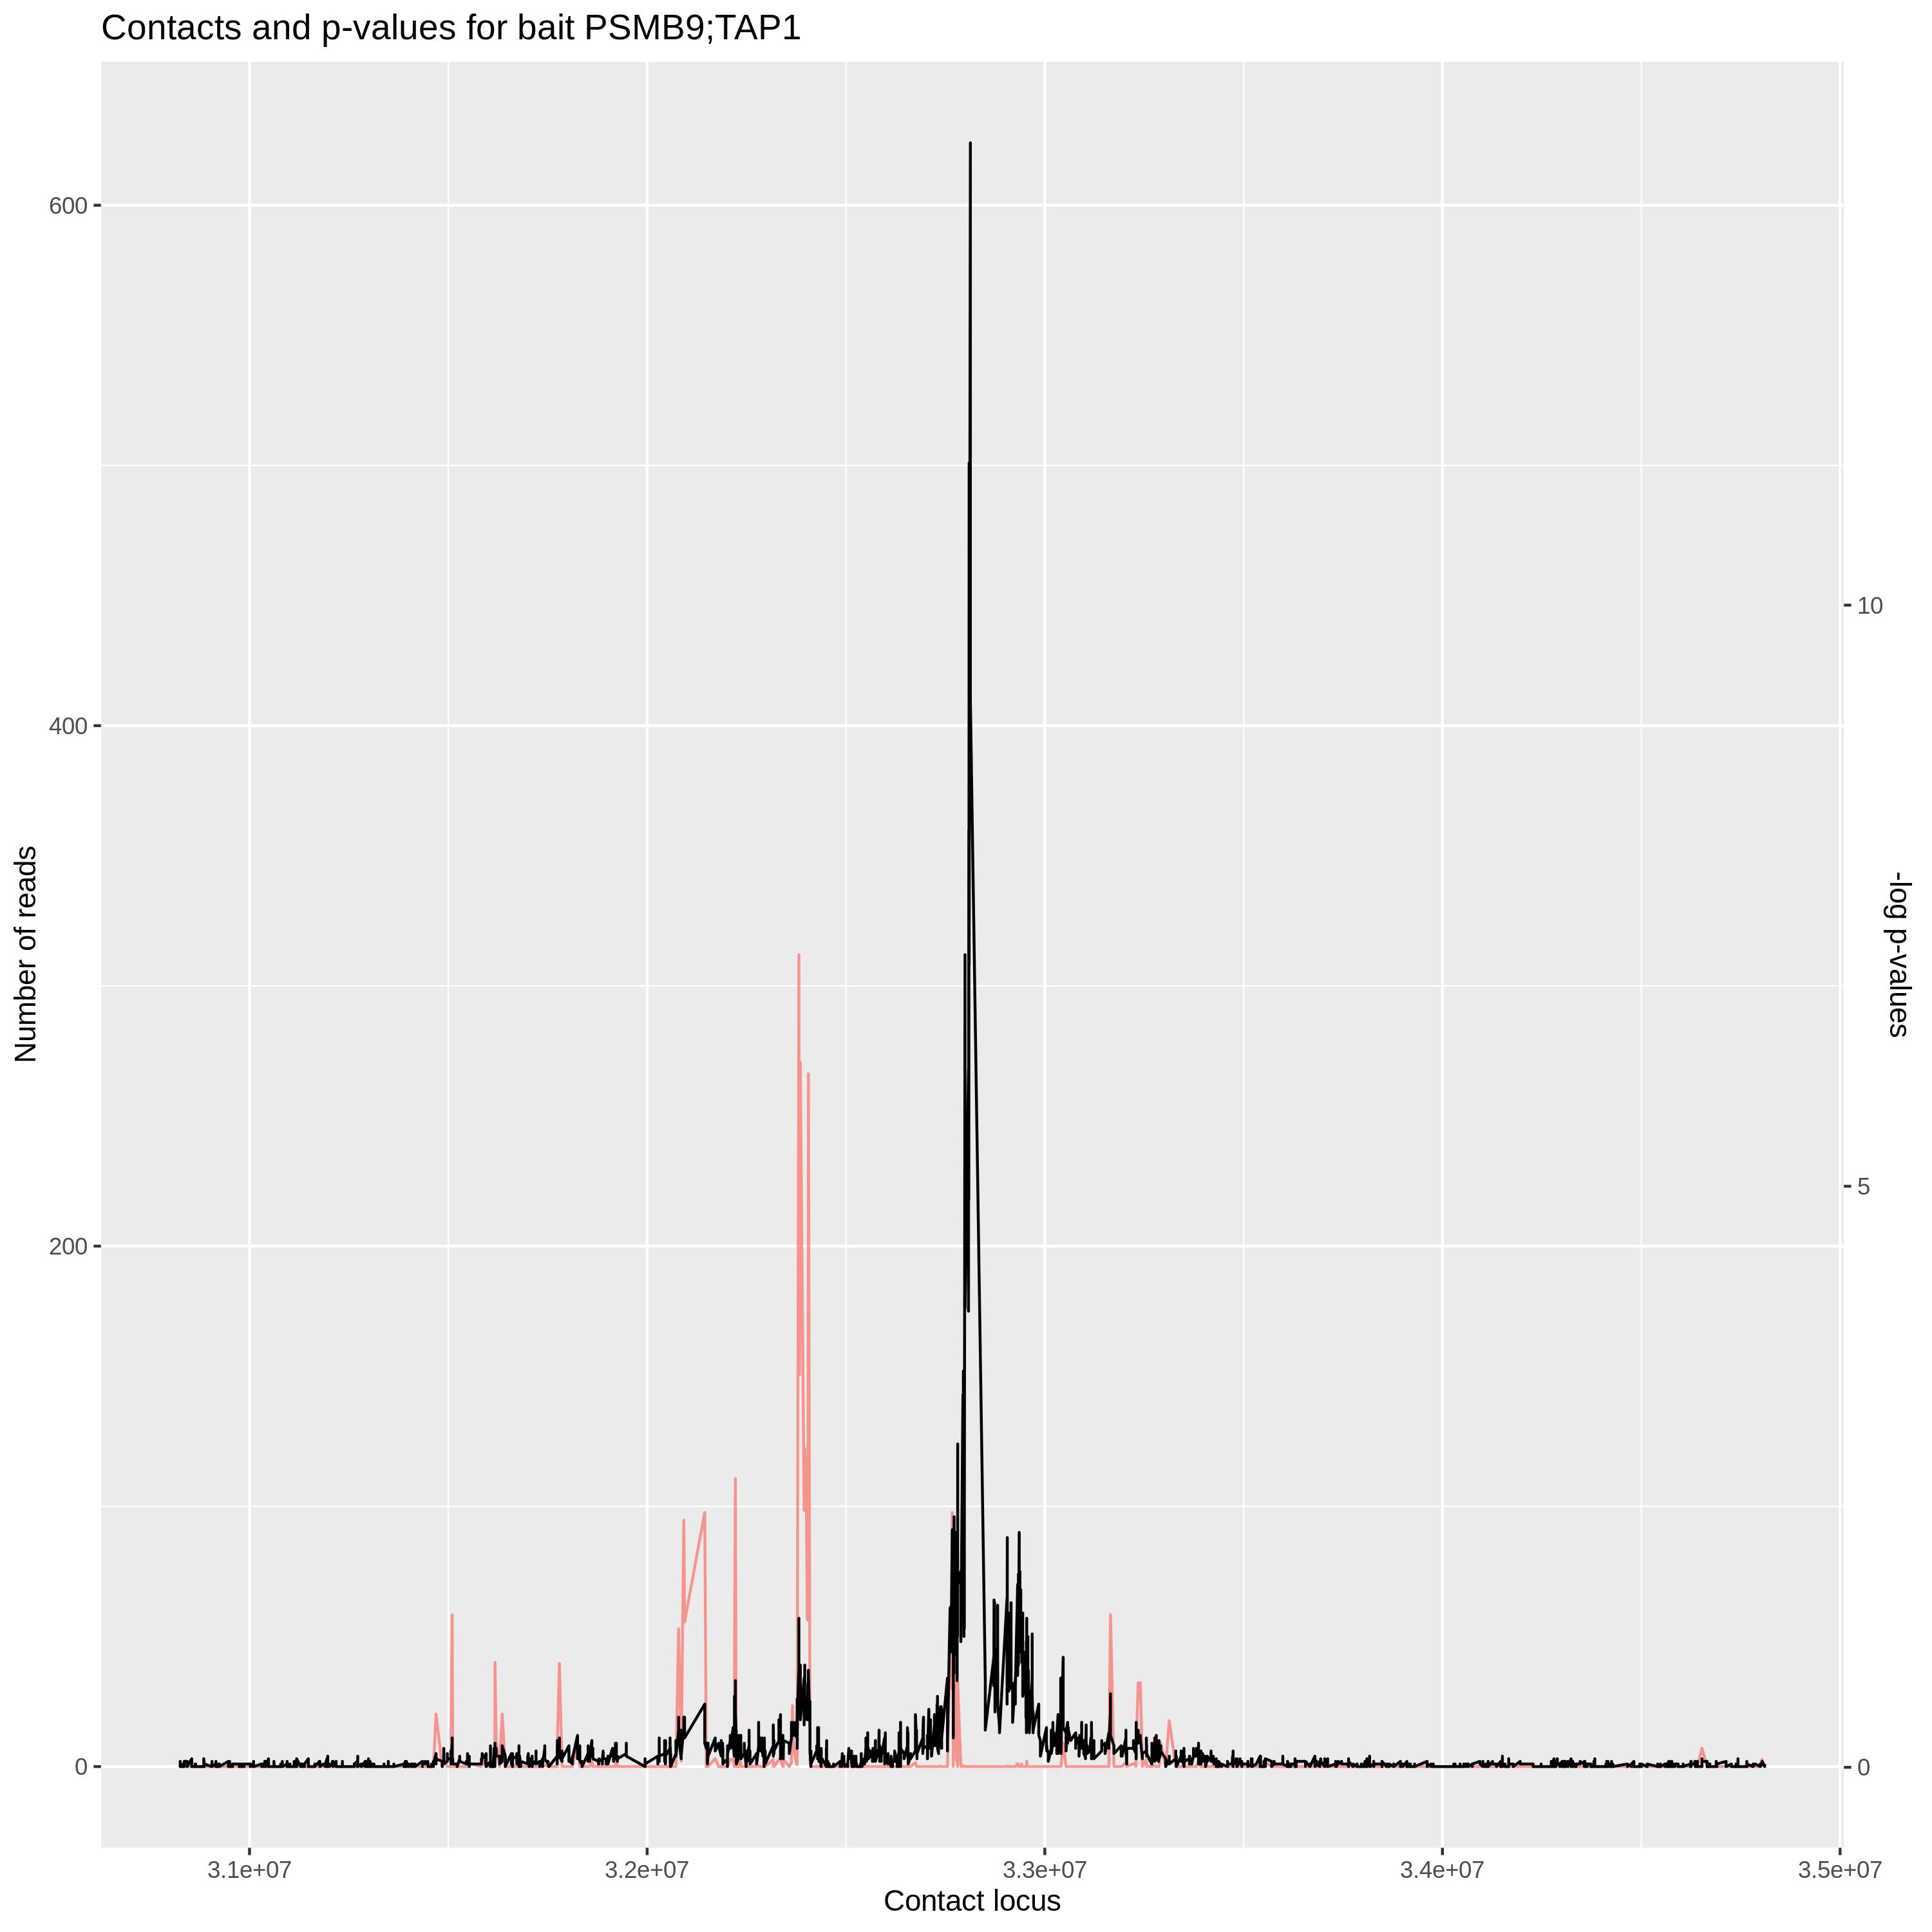 Contacts and p-values for bait PSMB9;TAP1
Number of reads
600
400
200
0
10
5
0
-log p-values
3.1e+07
3.2e+07
3.3e+07
3.4e+07
3.5e+07
Contact locus